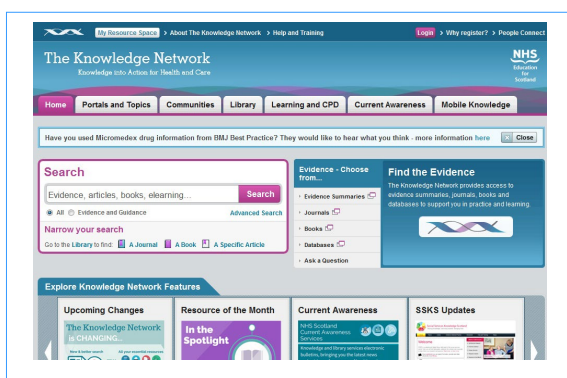 My Resource Space > About The Knowledge Network > Help and Training
Login > Why register? > People Connect
The Knowledge Network
Knowledge into Action for Health and Care
NHS
Education
for
Scotland
Home
Portals and Topics
Communities
Library
Learning and CPD
Current Awareness
Mobile Knowledge
Have you used Micromedex drug information from BMJ Best Practice? They would like to hear what you think - more information here
Close
Search
Evidence, articles, books, elearning...
Search
All Evidence and Guidance
Advanced Search
Narrow your search
Go to the Library to find: A Journal A Book A Specific Article
Evidence - Choose
from...
Evidence Summaries
Journals
Books
Databases
Ask a Question
Find the Evidence
The Knowledge Network provides access to
evidence summaries, journals, books and
databases to support you in practice and learning.
Explore Knowledge Network Features
Upcoming Changes
The Knowledge Network
is CHANGING...
All your essential resources
Resource of the Month
In the
Spotlight
Current Awareness
NHS Scotland
Current Awareness
Services
Knowledge and Library services electronic
bulletins, bringing you the latest news
SSKS Updates
Welcome